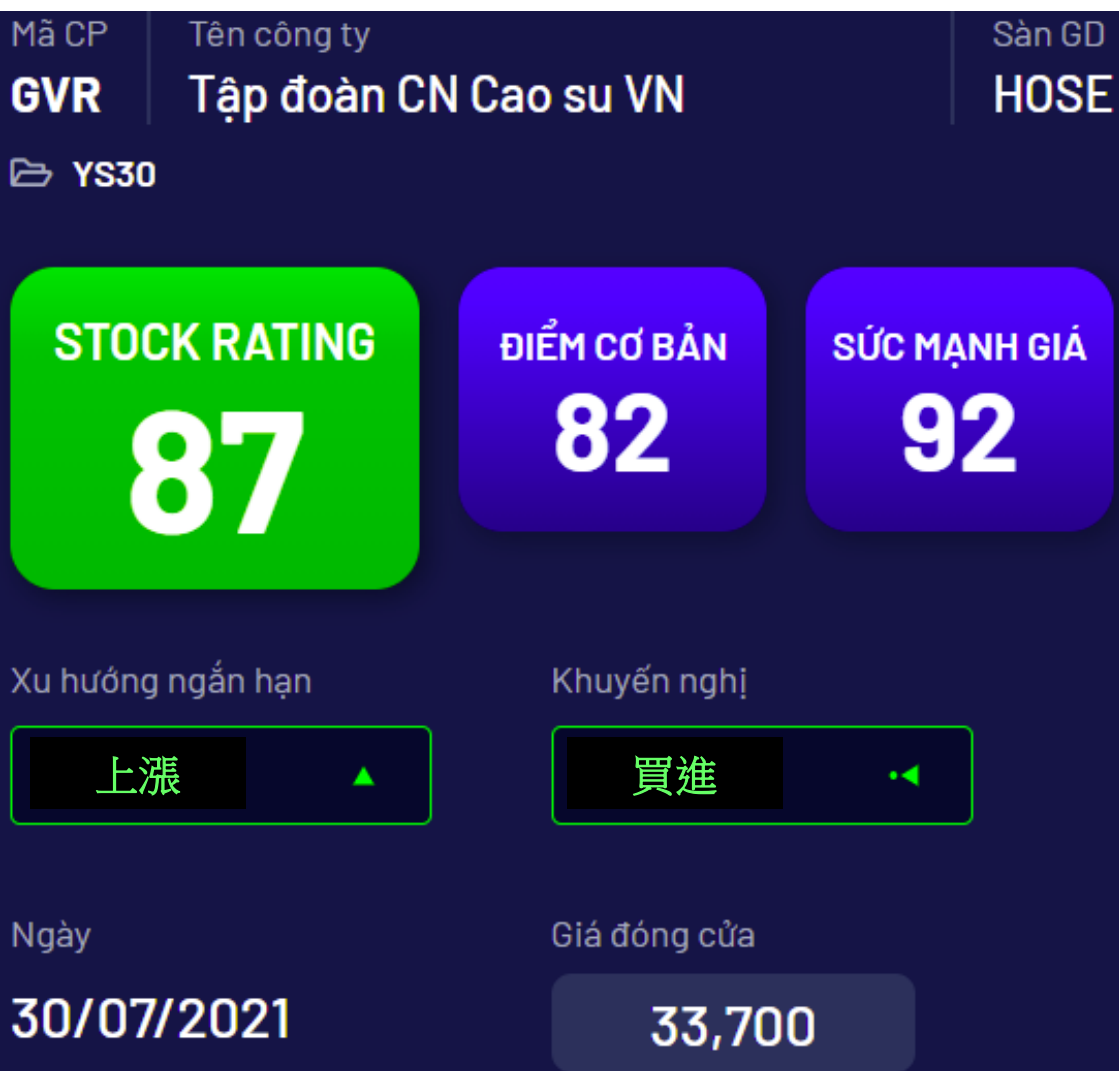 Mã CP
Tên công ty
Sàn GD
GVR
Tập đoàn CN Cao su VN
HOSE
YS30
STOCK RATING
87
ĐIỂM CƠ BẢN
82
SỨC MẠNH GIÁ
92
Xu hướng ngắn hạn
Khuyến nghị
上漲
買進
Ngày
Giá đóng cửa
30/07/2021
33,700